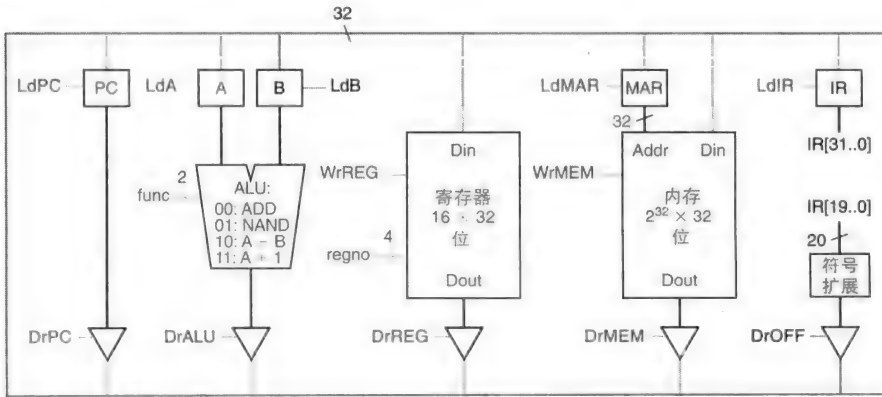 32
LdPC
PC
LdA
A
B
LdB
LdMAR
MAR
LdIR
IR
32
IR[31..0]
Din
Addr
Din
2
func
ALU:
00: ADD
01: NAND
10: A - B
11: A + 1
WrREG
寄存器
16 · 32
位
WrMEM
内存
2³² × 32
位
IR[19..0]
4
regno
20
符号
扩展
Dout
Dout
DrPC
DrALU
DrREG
DrMEM
DrOFF